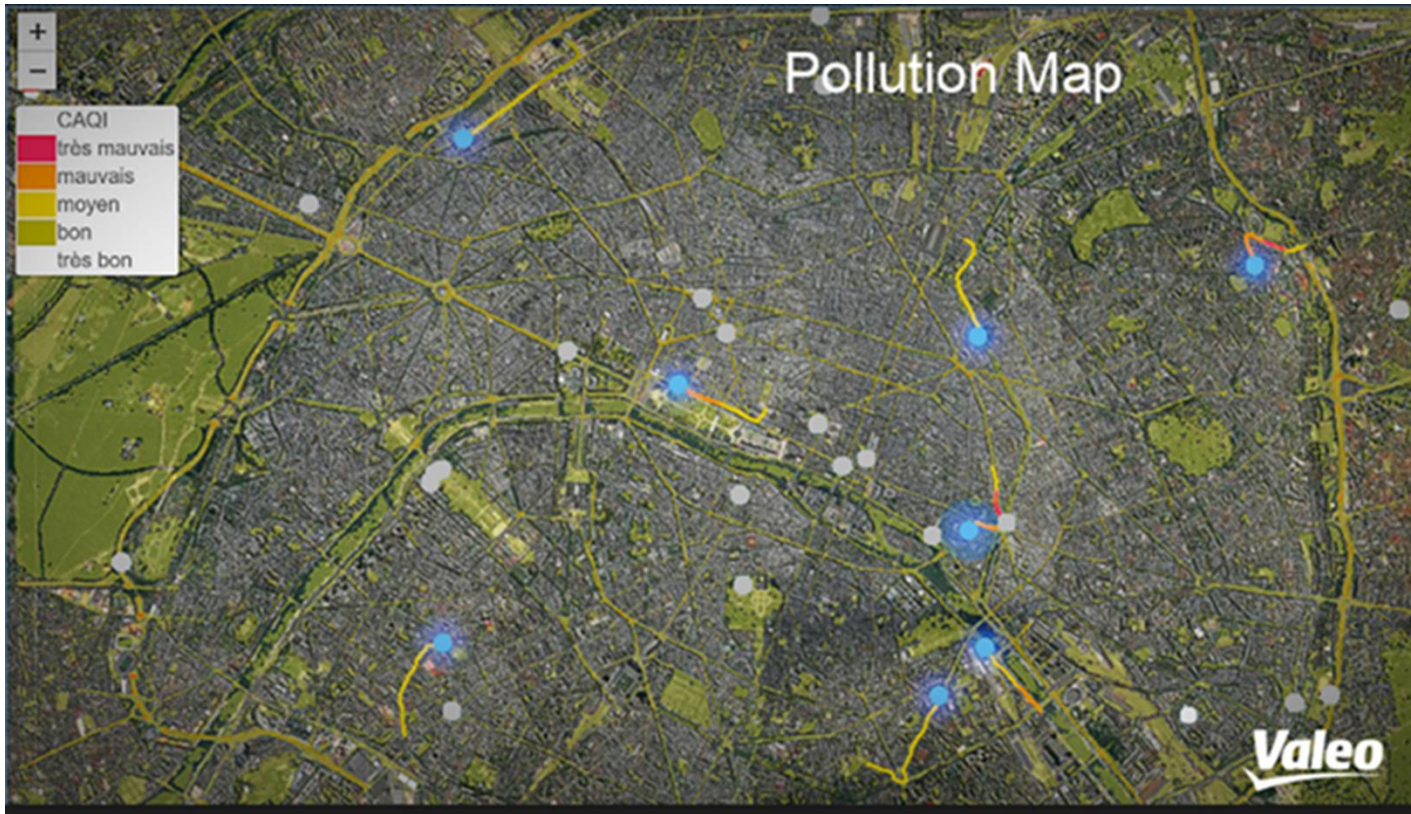 +
−
Pollution Map
CAQI
très mauvais
mauvais
moyen
bon
très bon
Valeo